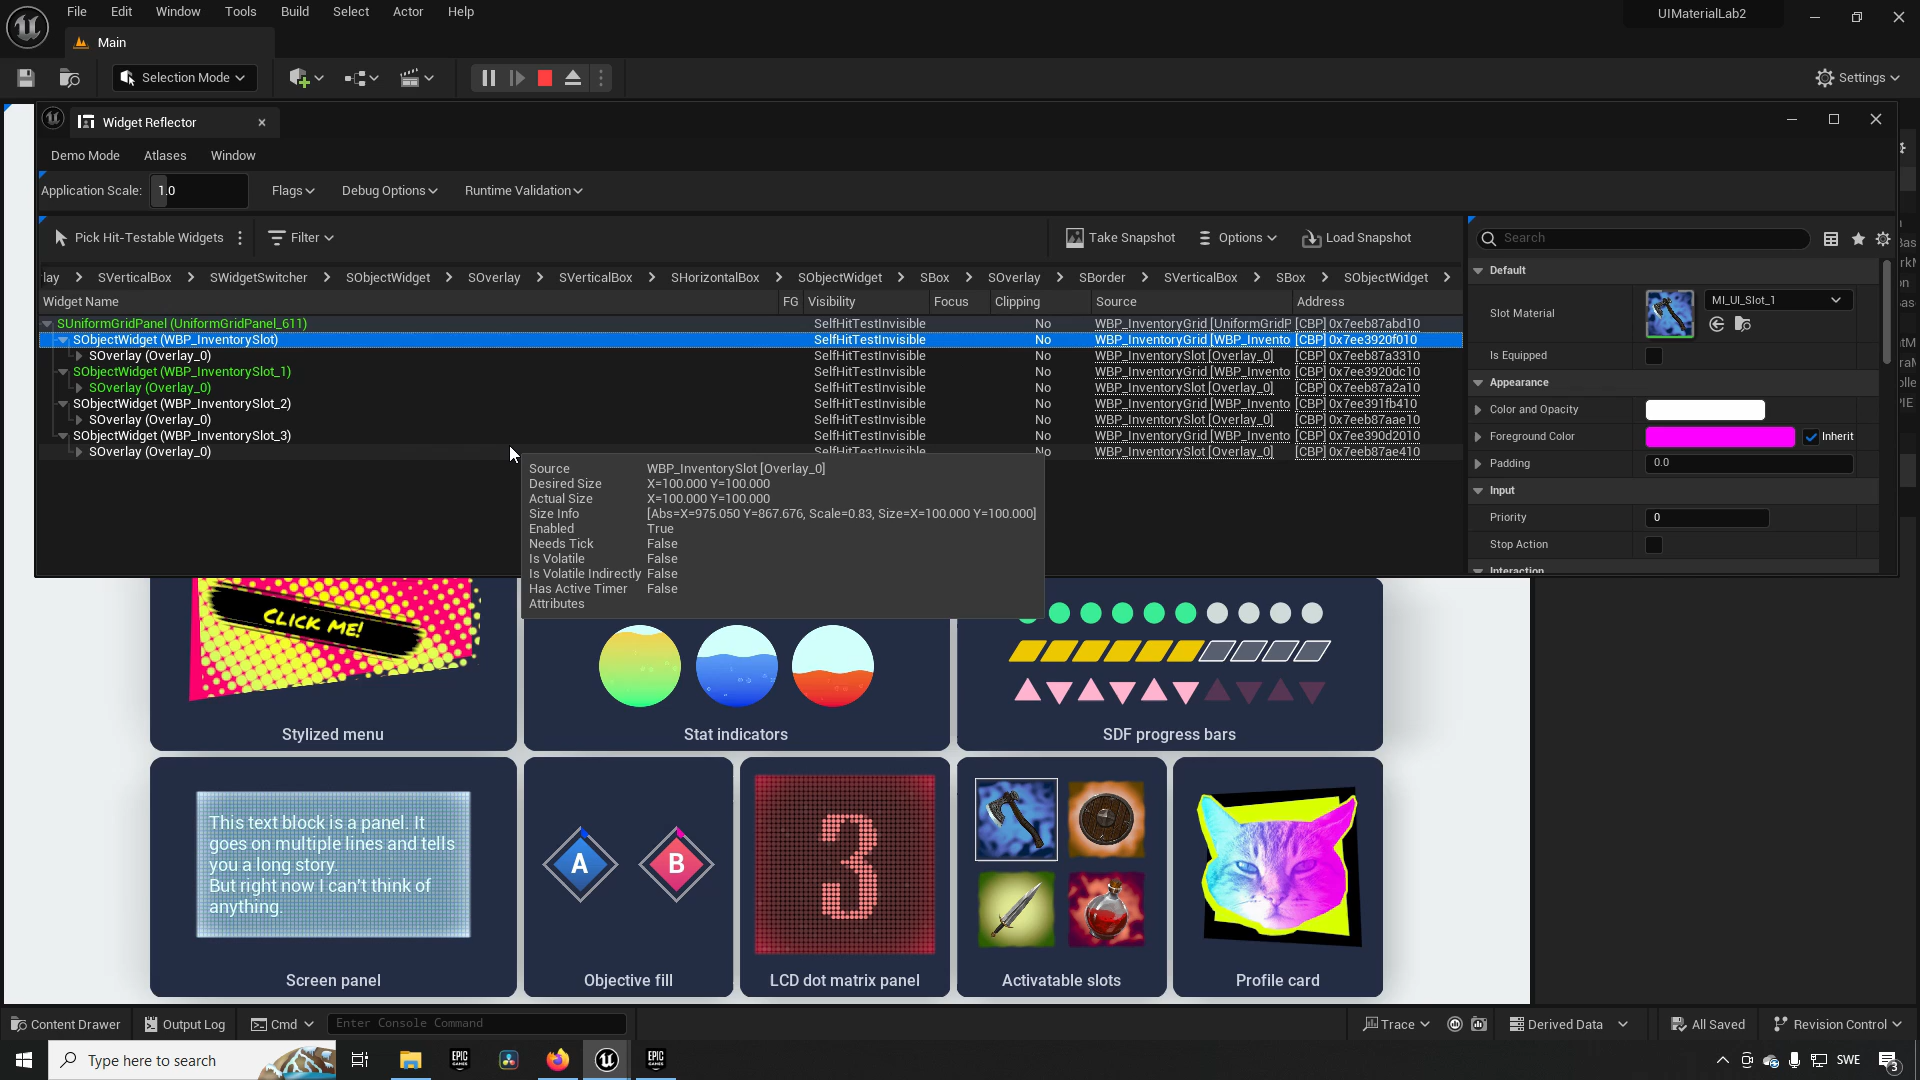 File Edit Window Tools Build Select Actor Help
UIMaterialLab2
Main
Selection Mode
Settings
Widget Reflector
Demo Mode Atlases Window
Application Scale: 1.0 Flags Debug Options Runtime Validation
Pick Hit-Testable Widgets Filter Take Snapshot Options Load Snapshot
Search
lay > SVerticalBox > SWidgetSwitcher > SObjectWidget > SOverlay > SVerticalBox > SHorizontalBox > SObjectWidget > SBox > SOverlay > SBorder > SVerticalBox > SBox > SObjectWidget >
Widget Name FG Visibility Focus Clipping Source Address
SUniformGridPanel (UniformGridPanel_611) SelfHitTestInvisible No WBP_InventoryGrid [UniformGridP [CBP] 0x7eeb87abd10
SObjectWidget (WBP_InventorySlot) SelfHitTestInvisible No WBP_InventoryGrid [WBP_Invento [CBP] 0x7ee3920f010
SOverlay (Overlay_0) SelfHitTestInvisible No WBP_InventorySlot [Overlay_0] [CBP] 0x7eeb87a3310
SObjectWidget (WBP_InventorySlot_1) SelfHitTestInvisible No WBP_InventoryGrid [WBP_Invento [CBP] 0x7ee3920dc10
SOverlay (Overlay_0) SelfHitTestInvisible No WBP_InventorySlot [Overlay_0] [CBP] 0x7eeb87a2a10
SObjectWidget (WBP_InventorySlot_2) SelfHitTestInvisible No WBP_InventoryGrid [WBP_Invento [CBP] 0x7ee391fb410
SOverlay (Overlay_0) SelfHitTestInvisible No WBP_InventorySlot [Overlay_0] [CBP] 0x7eeb87aae10
SObjectWidget (WBP_InventorySlot_3) SelfHitTestInvisible No WBP_InventoryGrid [WBP_Invento [CBP] 0x7ee390d2010
SOverlay (Overlay_0) SelfHitTestInvisible No WBP_InventorySlot [Overlay_0] [CBP] 0x7eeb87ae410
Source WBP_InventorySlot [Overlay_0]
Desired Size X=100.000 Y=100.000
Actual Size X=100.000 Y=100.000
Size Info [Abs=X=975.050 Y=867.676, Scale=0.83, Size=X=100.000 Y=100.000]
Enabled True
Needs Tick False
Is Volatile False
Is Volatile Indirectly False
Has Active Timer False
Attributes
Default
Slot Material MI_UI_Slot_1
Is Equipped
Appearance
Color and Opacity
Foreground Color Inherit
Padding 0.0
Input
Priority 0
Stop Action
Interaction
CLICK ME!
Stylized menu
Stat indicators
SDF progress bars
This text block is a panel. It
goes on multiple lines and tells
you a long story.
But right now I can't think of
anything.
Screen panel
A B
Objective fill
3
LCD dot matrix panel
Activatable slots
Profile card
Content Drawer Output Log Cmd Enter Console Command Trace Derived Data All Saved Revision Control
Type here to search
EPIC GAMES
EPIC GAMES
SWE
3